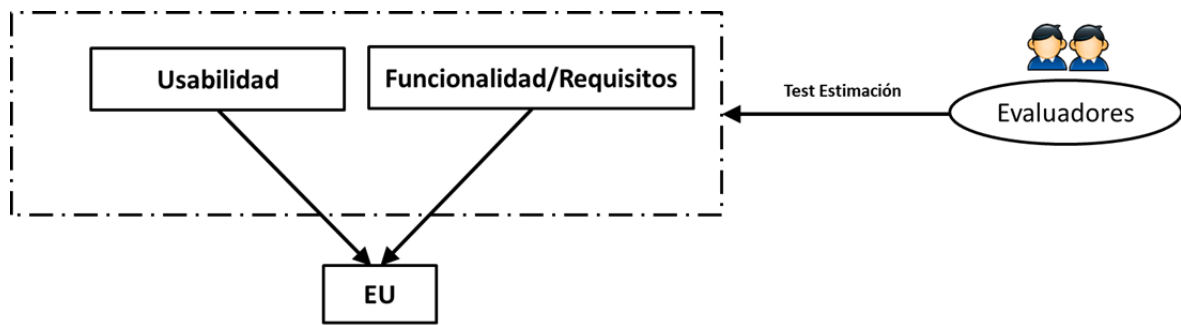 Usabilidad
Funcionalidad/Requisitos
Test Estimación
Evaluadores
EU